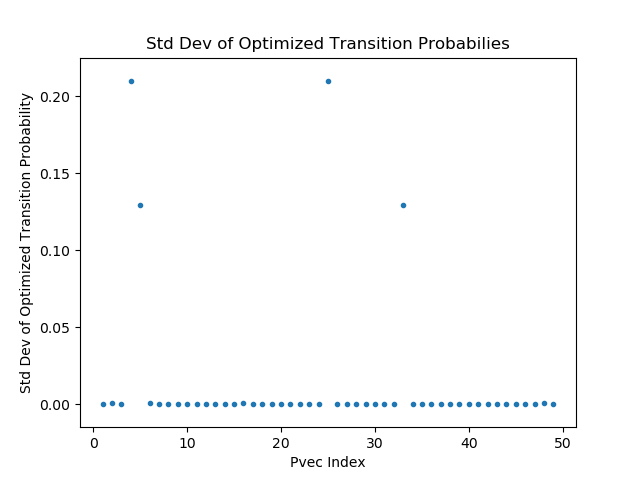 Std Dev of Optimized Transition Probabilies
Std Dev of Optimized Transition Probability
0.20
0.15
0.10
0.05
0.00
0 10 20 30 40 50
Pvec Index